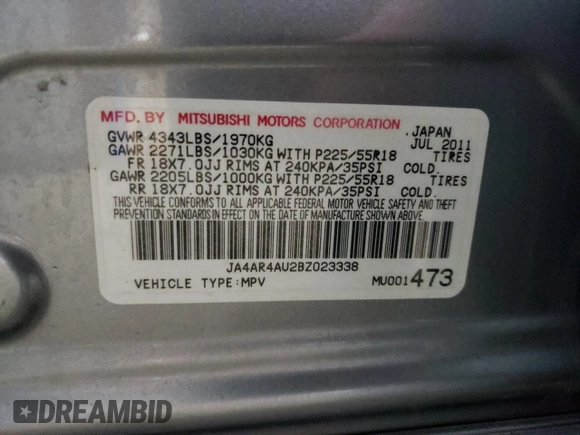 MFD. BY MITSUBISHI MOTORS CORPORATION
. JAPAN
GVWR 4343LBS/1970KG JUL 2011
GAWR 2271LBS/1030KG WITH P225/55R18 TIRES
FR 18X7.0JJ RIMS AT 240KPA/35PSI COLD.
GAWR 2205LBS/1000KG WITH P225/55R18 TIRES
RR 18X7.0JJ RIMS AT 240KPA/35PSI COLD.
THIS VEHICLE CONFORMS TO ALL APPLICABLE FEDERAL MOTOR VEHICLE SAFETY AND
THEFT PREVENTION STANDARDS IN EFFECT ON THE DATE OF MANUFACTURE SHOWN ABOVE.
JA4AR4AU2BZ023338
VEHICLE TYPE:MPV MU001473
DREAMBID